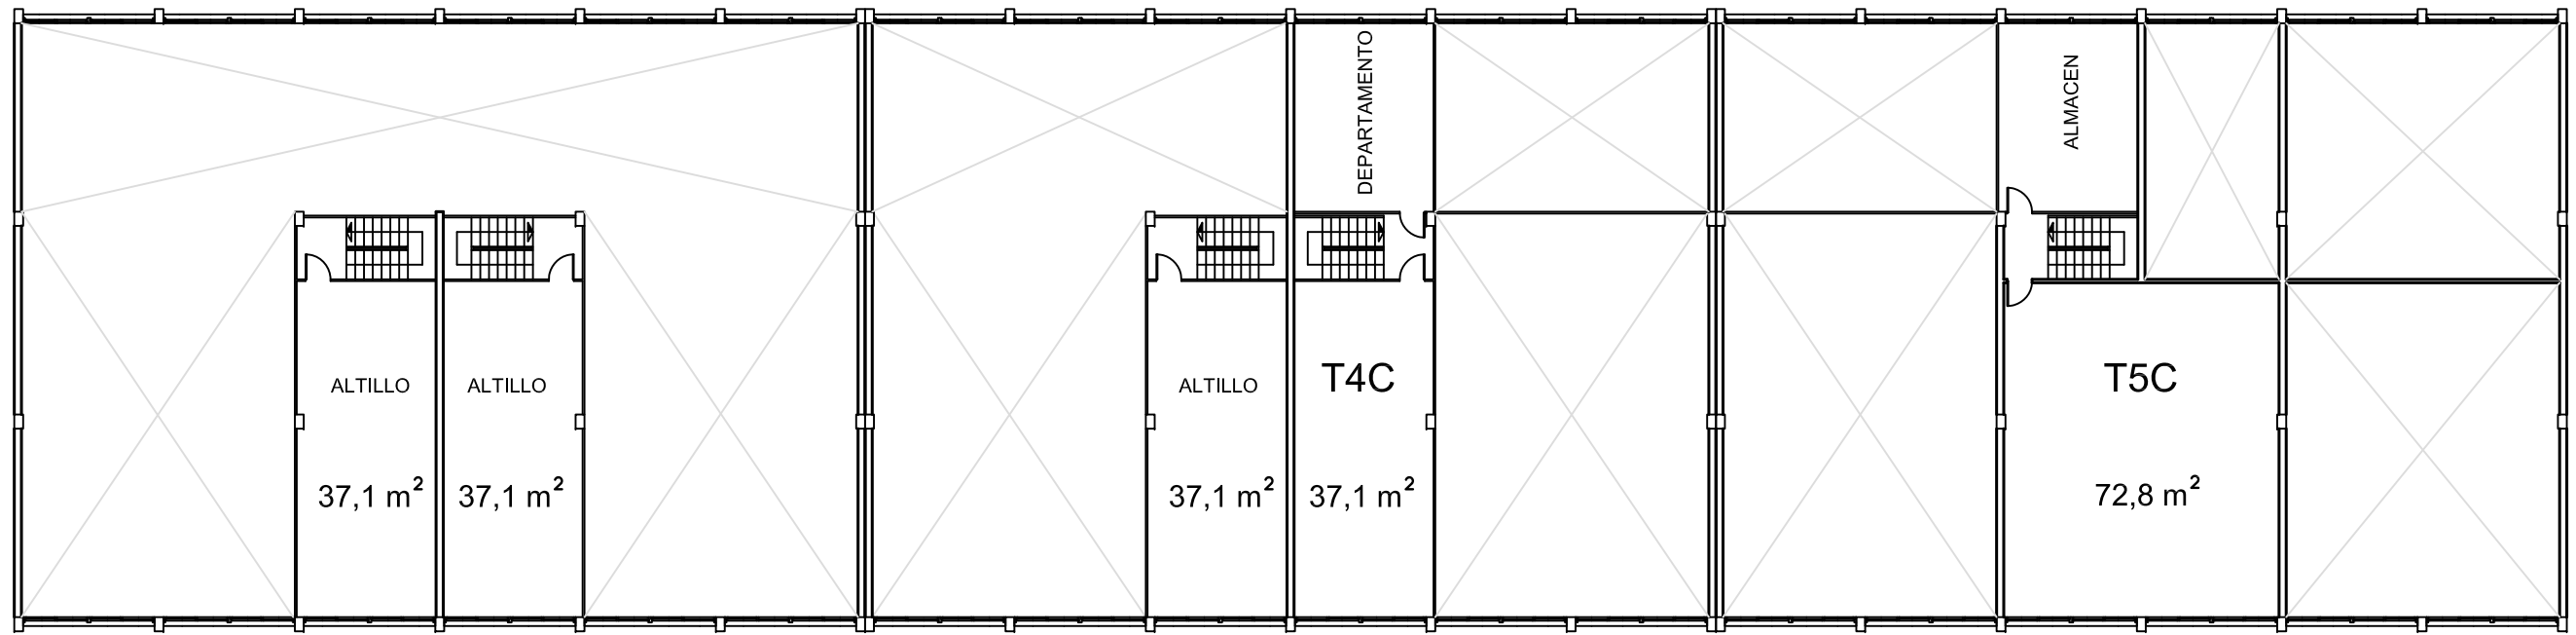 DEPARTAMENTO
ALMACEN
ALTILLO
ALTILLO
ALTILLO
T4C
T5C
37,1 m²
37,1 m²
37,1 m²
37,1 m²
72,8 m²